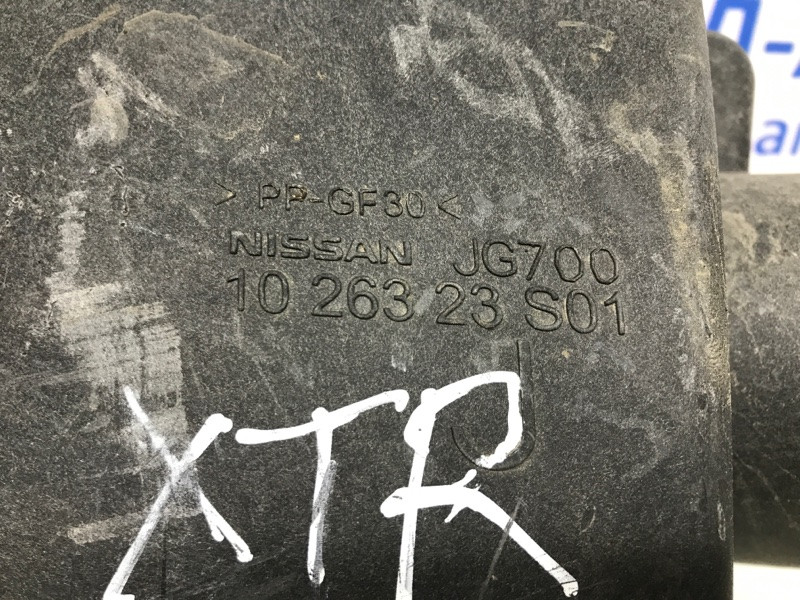 > PP-GF30 <
NISSAN JG700
10 263 23 S01
J
XTR